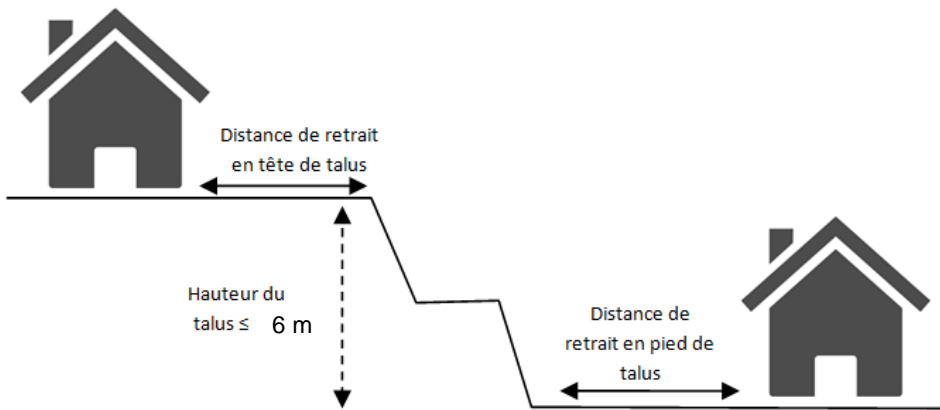 Distance de retrait
en tête de talus
Hauteur du
talus ≤ 6 m
Distance de
retrait en pied de
talus